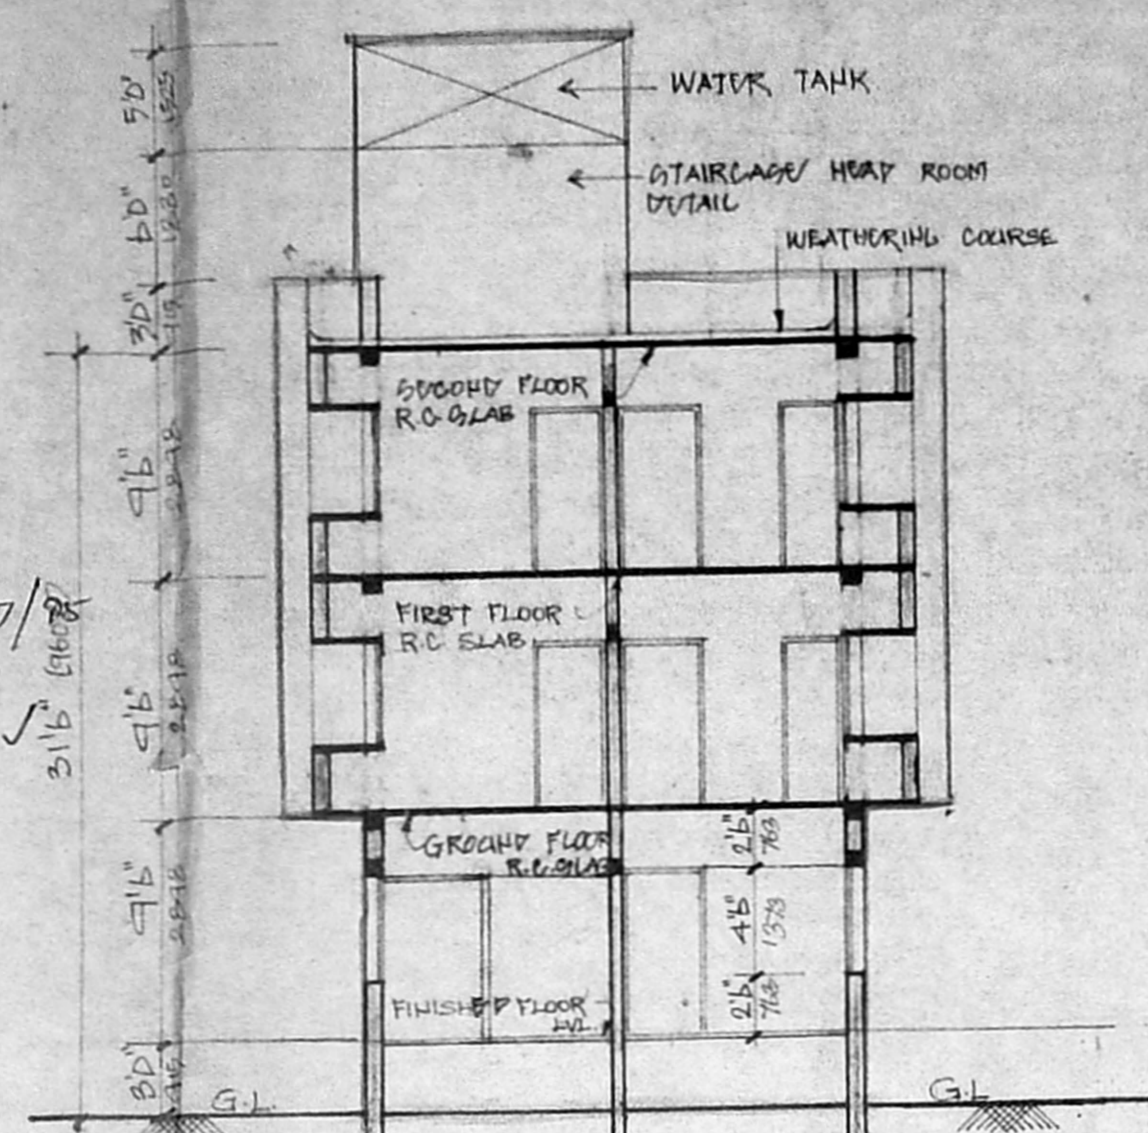 WATER TANK
STAIRCASE HEAD ROOM
DETAIL
WEATHERING COURSE
5'0"
1525
6'0"
1830
3'0"
915
SECOND FLOOR
R.C. SLAB
9'6"
2898
FIRST FLOOR
R.C. SLAB
31'6"
9'6"
2898
GROUND FLOOR
R.C. SLAB
2'6"
763
9'6"
2898
4'6"
1373
FINISHED FLOOR
LVL
2'6"
763
3'0"
915
G.L.
G.L